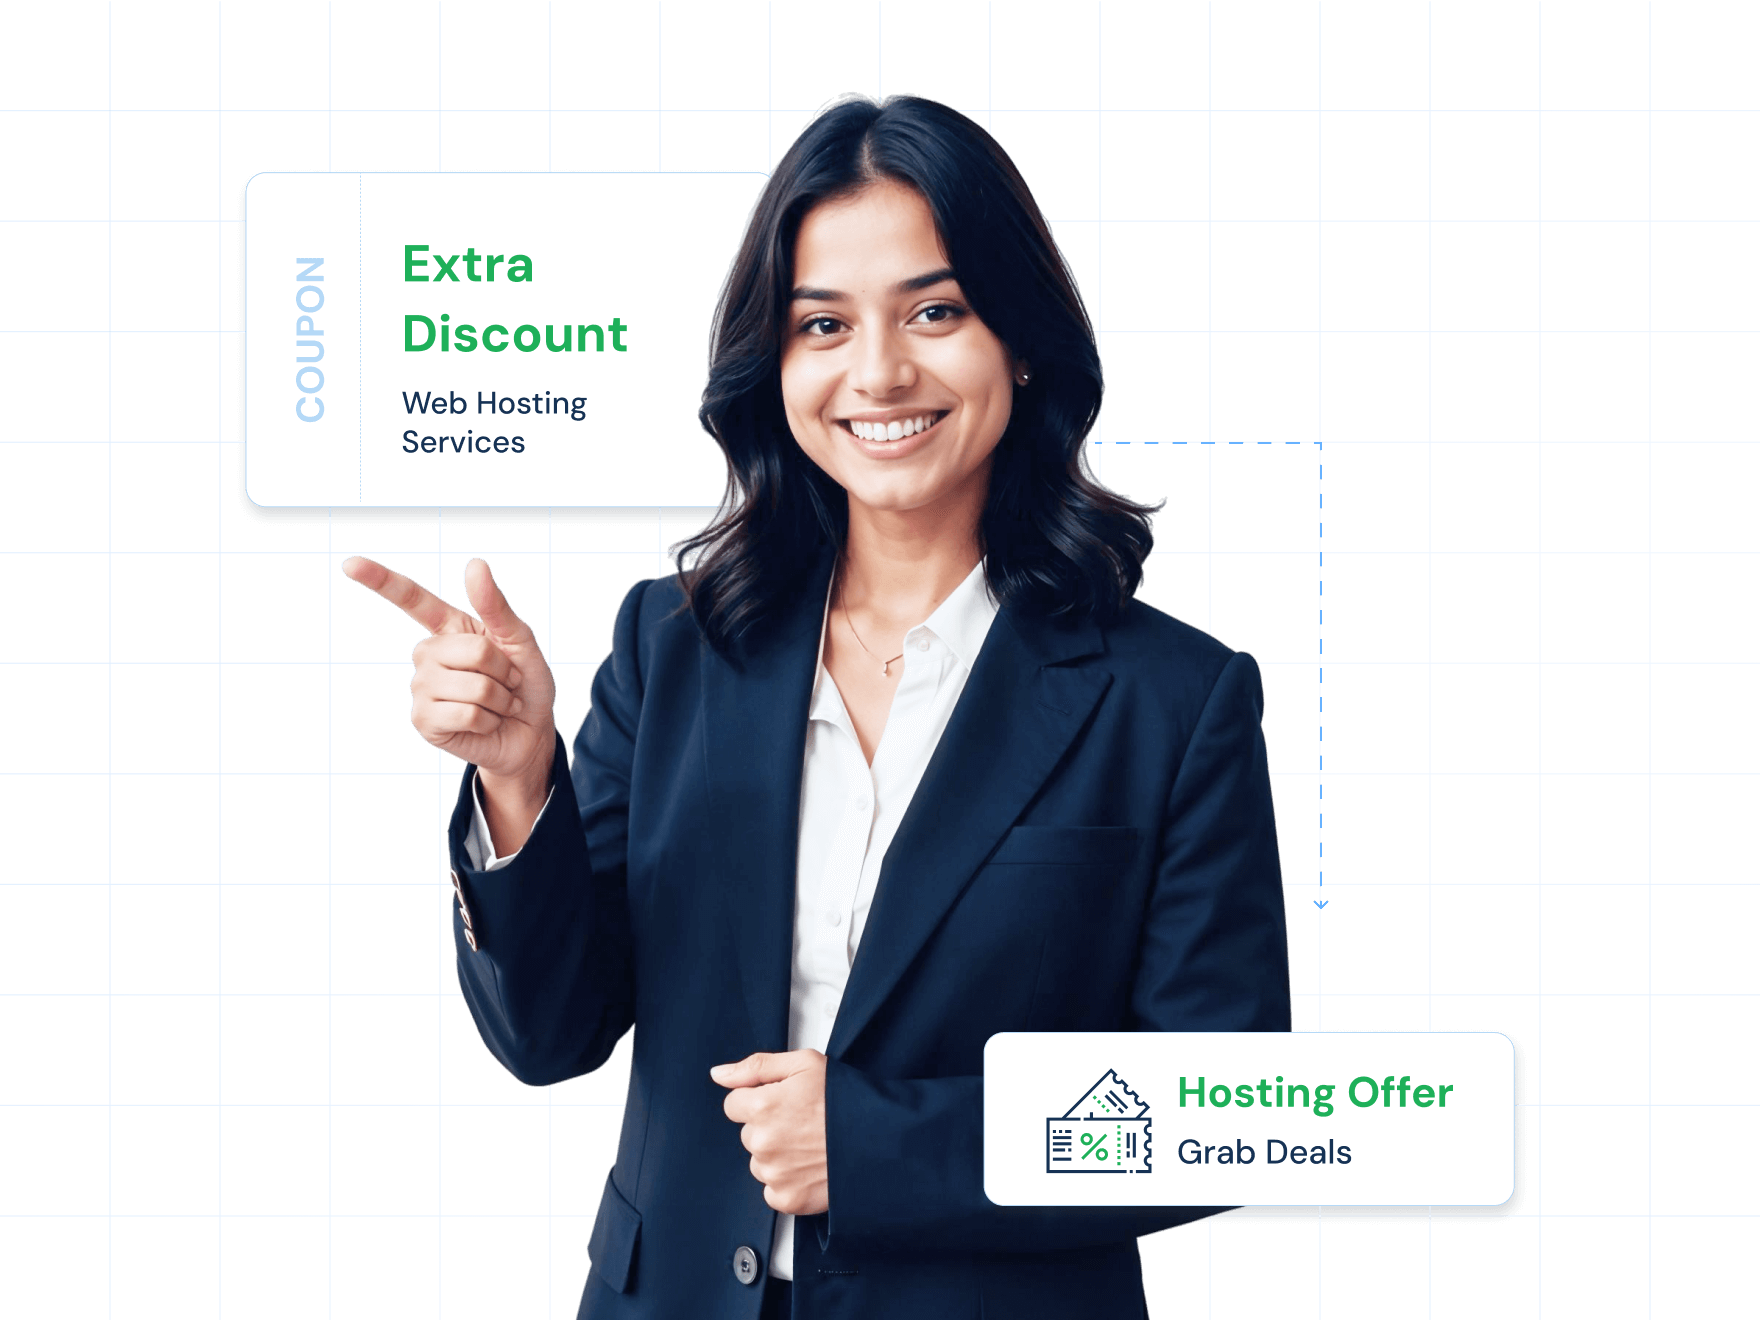 COUPON
Extra
Discount
Web Hosting
Services
Hosting Offer
%
Grab Deals